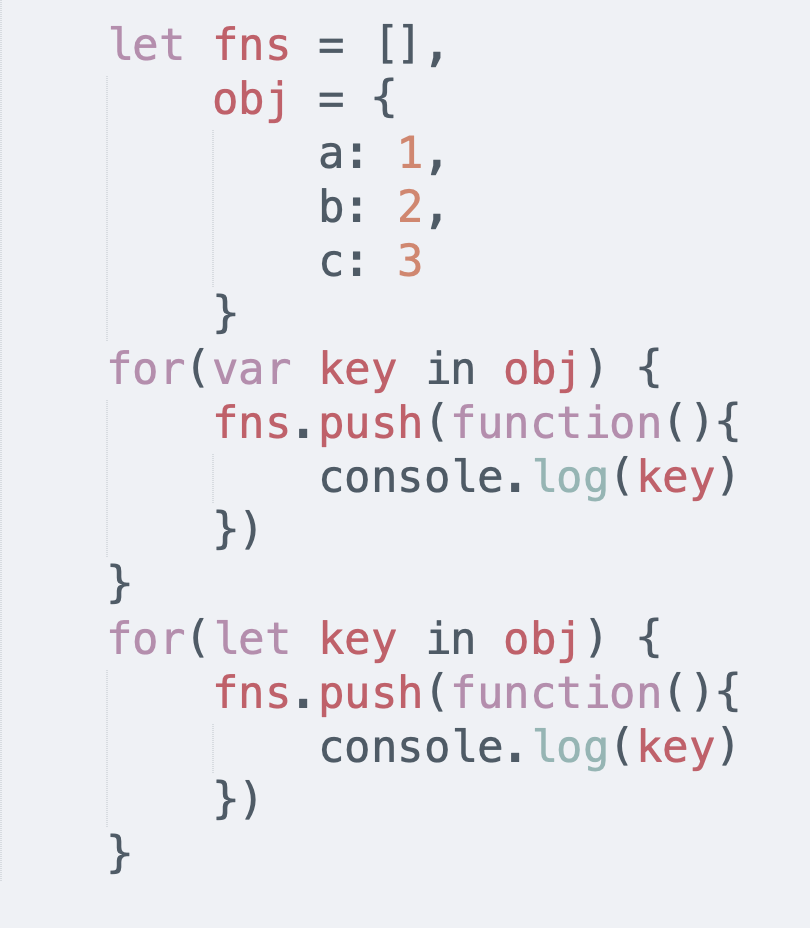 let fns = [],
    obj = {
        a: 1,
        b: 2,
        c: 3
    }
for(var key in obj) {
    fns.push(function(){
        console.log(key)
    })
}
for(let key in obj) {
    fns.push(function(){
        console.log(key)
    })
}